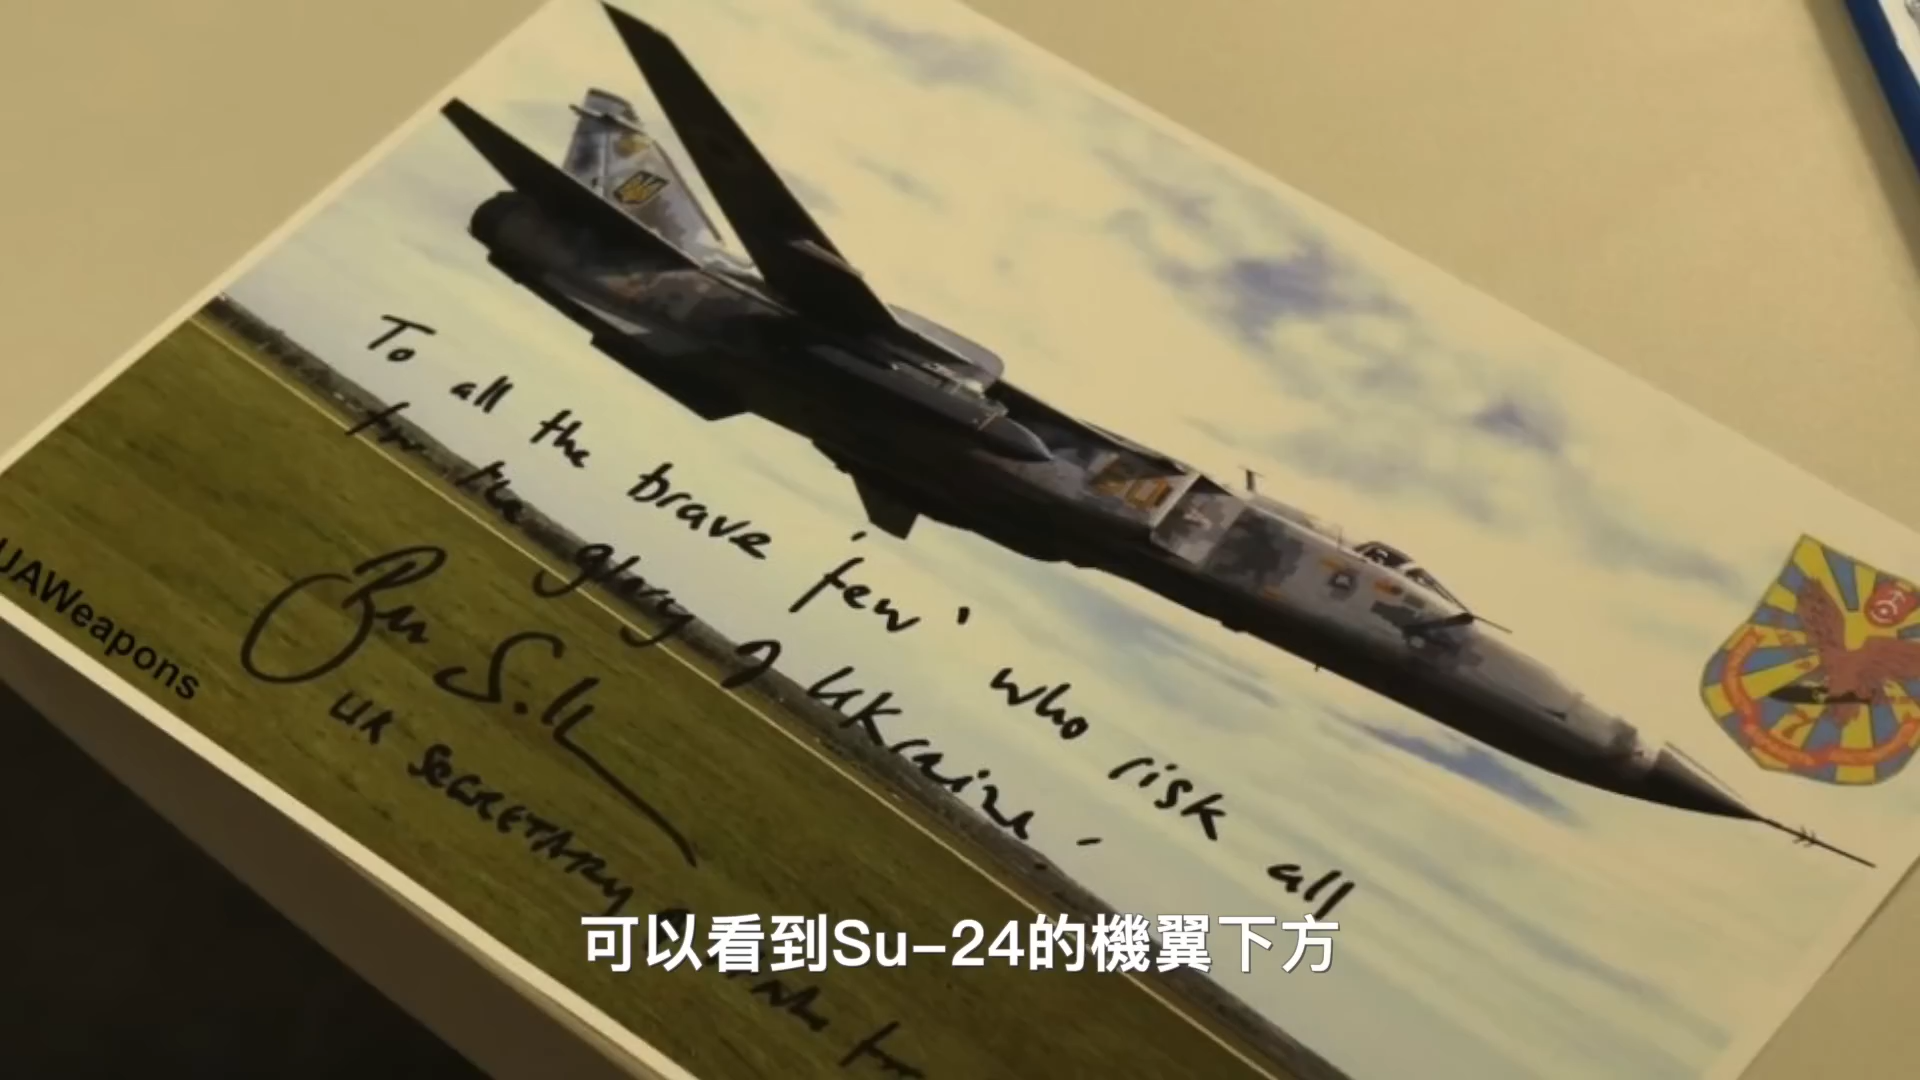 To all the brave 'few' who risk all
for the glory of Ukraine.
UK SECRETARY
UAWeapons
可以看到Su-24的機翼下方